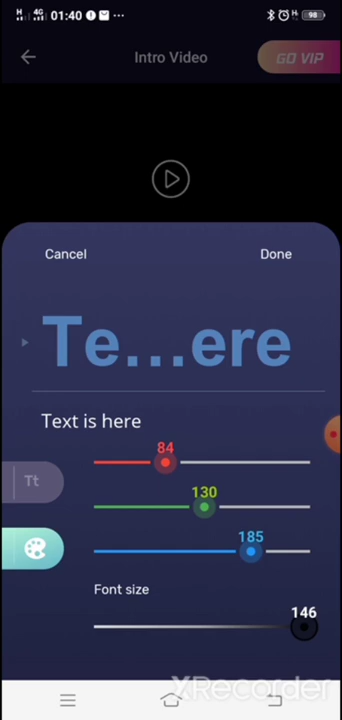 H 4G 01:40 H 98
Intro Video
GO VIP
Cancel
Done
Te...ere
Text is here
84
Tt
130
185
Font size
146
XRecorder